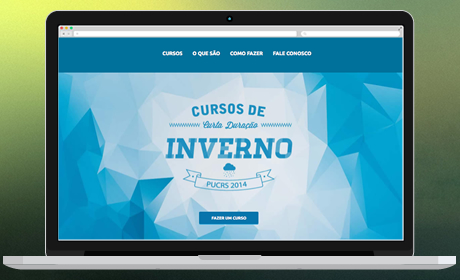 CURSOS O QUE SÃO COMO FAZER FALE CONOSCO
CURSOS DE
Curta Duração
INVERNO
PUCRS 2014
FAZER UM CURSO